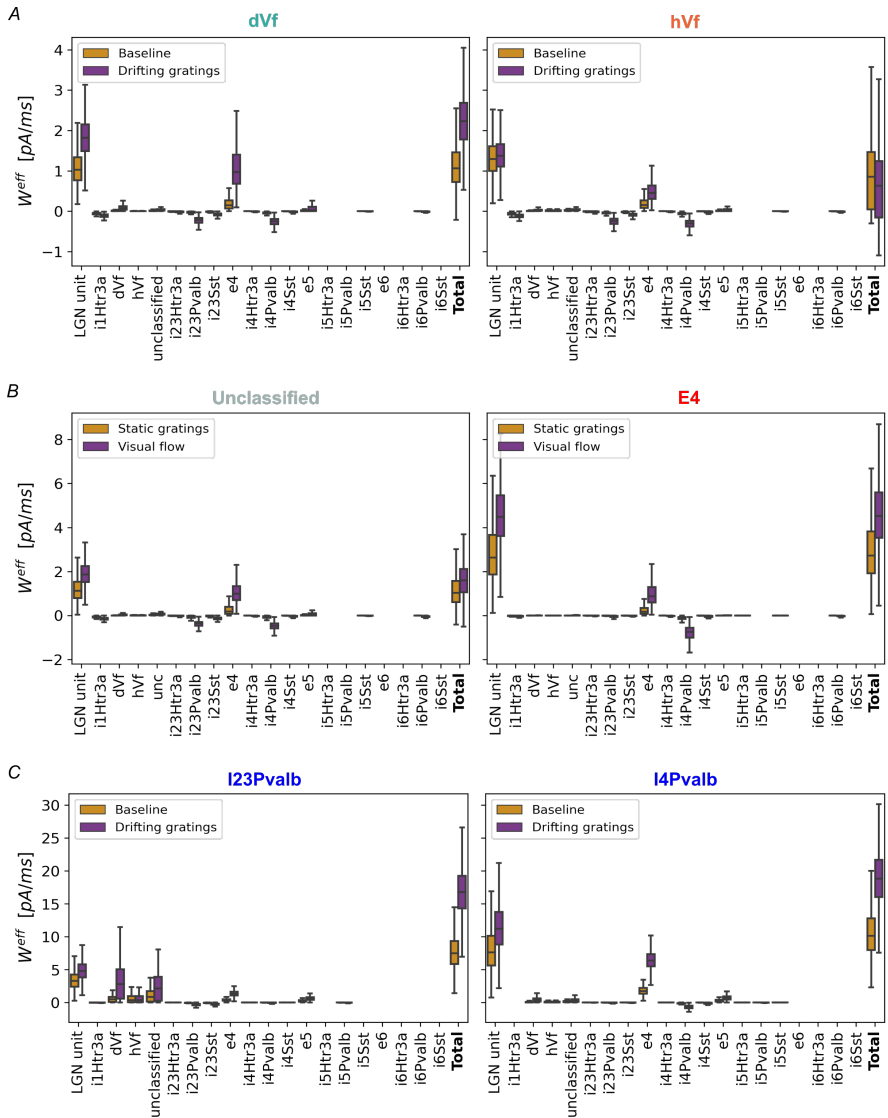 A
dVf
hVf
W^eff [pA/ms]
4
3
2
1
0
−1
Baseline
Drifting gratings
Baseline
Drifting gratings
LGN unit
i1Htr3a
dVf
hVf
unclassified
i23Htr3a
i23Pvalb
i23Sst
e4
i4Htr3a
i4Pvalb
i4Sst
e5
i5Htr3a
i5Pvalb
i5Sst
e6
i6Htr3a
i6Pvalb
i6Sst
Total
LGN unit
i1Htr3a
dVf
hVf
unclassified
i23Htr3a
i23Pvalb
i23Sst
e4
i4Htr3a
i4Pvalb
i4Sst
e5
i5Htr3a
i5Pvalb
i5Sst
e6
i6Htr3a
i6Pvalb
i6Sst
Total
B
Unclassified
E4
W^eff [pA/ms]
8
6
4
2
0
−2
Static gratings
Visual flow
Static gratings
Visual flow
LGN unit
i1Htr3a
dVf
hVf
unc
i23Htr3a
i23Pvalb
i23Sst
e4
i4Htr3a
i4Pvalb
i4Sst
e5
i5Htr3a
i5Pvalb
i5Sst
e6
i6Htr3a
i6Pvalb
i6Sst
Total
LGN unit
i1Htr3a
dVf
hVf
unc
i23Htr3a
i23Pvalb
i23Sst
e4
i4Htr3a
i4Pvalb
i4Sst
e5
i5Htr3a
i5Pvalb
i5Sst
e6
i6Htr3a
i6Pvalb
i6Sst
Total
C
I23Pvalb
I4Pvalb
W^eff [pA/ms]
30
25
20
15
10
5
0
Baseline
Drifting gratings
Baseline
Drifting gratings
LGN unit
i1Htr3a
dVf
hVf
unclassified
i23Htr3a
i23Pvalb
i23Sst
e4
i4Htr3a
i4Pvalb
i4Sst
e5
i5Htr3a
i5Pvalb
i5Sst
e6
i6Htr3a
i6Pvalb
i6Sst
Total
LGN unit
i1Htr3a
dVf
hVf
unclassified
i23Htr3a
i23Pvalb
i23Sst
e4
i4Htr3a
i4Pvalb
i4Sst
e5
i5Htr3a
i5Pvalb
i5Sst
e6
i6Htr3a
i6Pvalb
i6Sst
Total